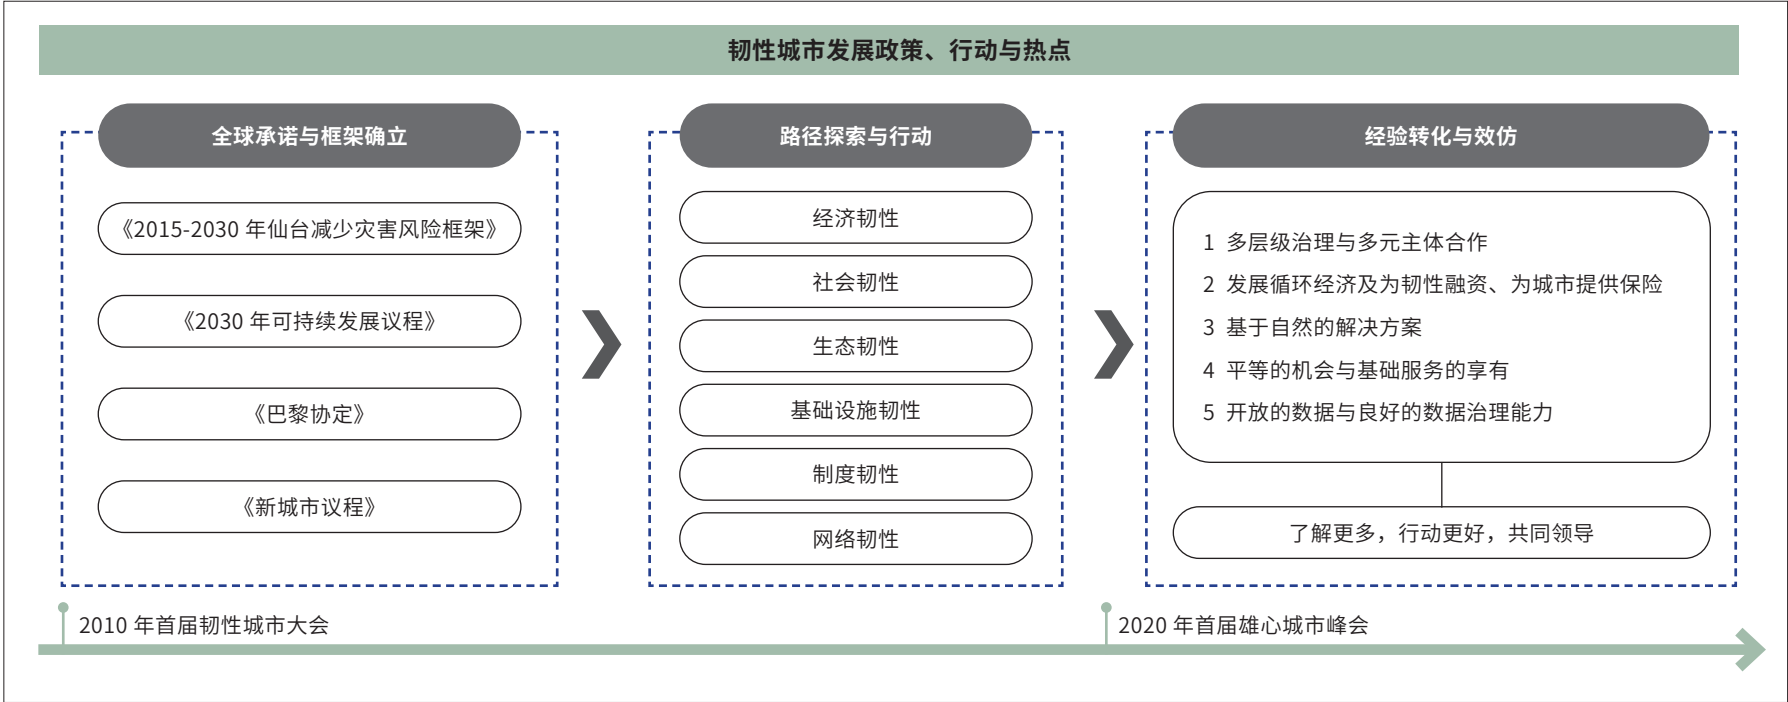 韧性城市发展政策、行动与热点
全球承诺与框架确立
《2015-2030 年仙台减少灾害风险框架》
《2030 年可持续发展议程》
《巴黎协定》
《新城市议程》
路径探索与行动
经济韧性
社会韧性
生态韧性
基础设施韧性
制度韧性
网络韧性
经验转化与效仿
1 多层级治理与多元主体合作
2 发展循环经济及为韧性融资、为城市提供保险
3 基于自然的解决方案
4 平等的机会与基础服务的享有
5 开放的数据与良好的数据治理能力
了解更多，行动更好，共同领导
2010 年首届韧性城市大会
2020 年首届雄心城市峰会